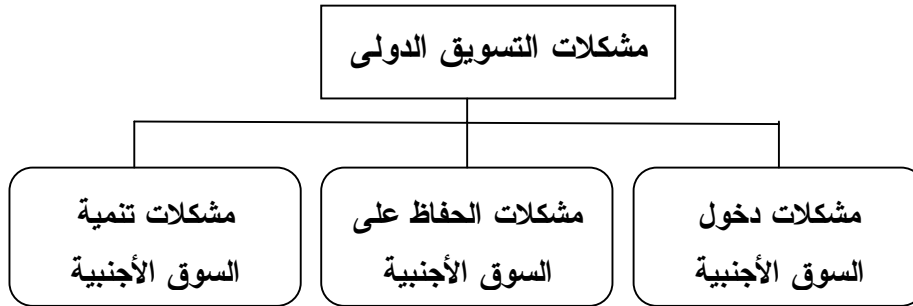 مشكلات التسويق الدولى
مشكلات دخول
السوق الأجنبية
مشكلات الحفاظ على
السوق الأجنبية
مشكلات تنمية
السوق الأجنبية